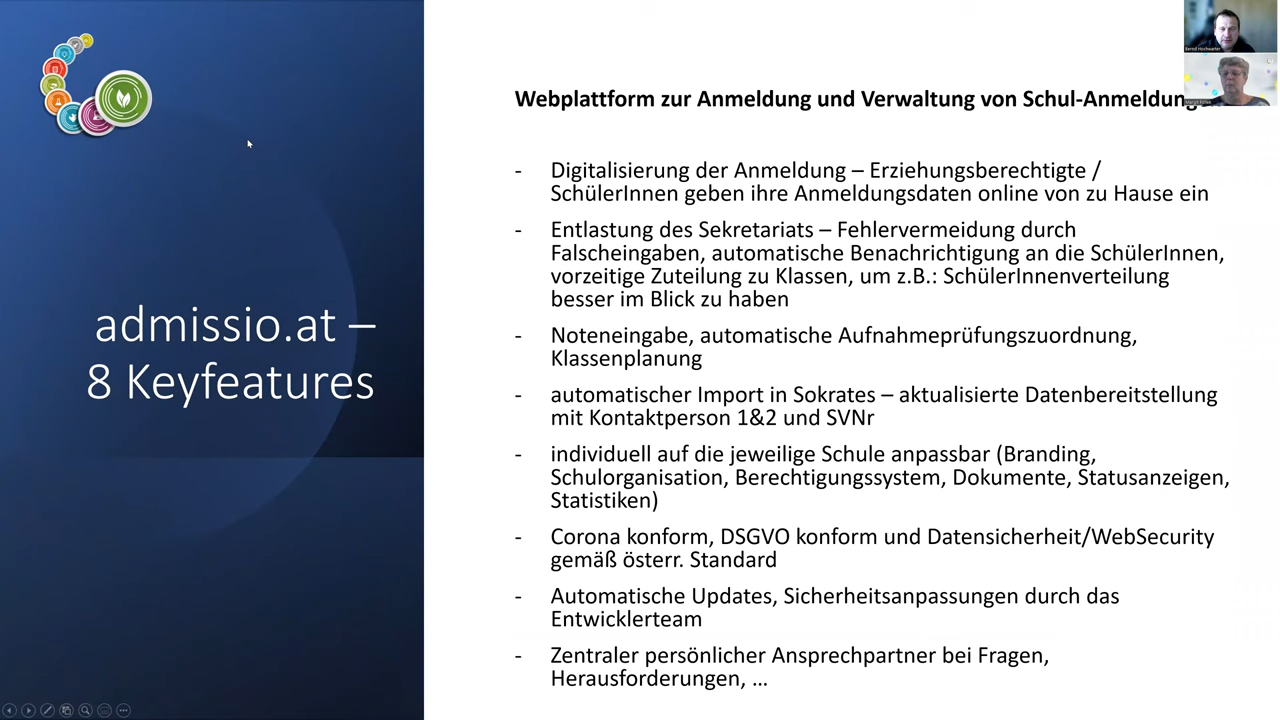 Webplattform zur Anmeldung und Verwaltung von Schul-Anmeldung
- Digitalisierung der Anmeldung – Erziehungsberechtigte /
SchülerInnen geben ihre Anmeldungsdaten online von zu Hause ein
- Entlastung des Sekretariats – Fehlervermeidung durch
Falscheingaben, automatische Benachrichtigung an die SchülerInnen,
vorzeitige Zuteilung zu Klassen, um z.B.: SchülerInnenverteilung
besser im Blick zu haben
- Noteneingabe, automatische Aufnahmeprüfungszuordnung,
Klassenplanung
- automatischer Import in Sokrates – aktualisierte Datenbereitstellung
mit Kontaktperson 1&2 und SVNr
- individuell auf die jeweilige Schule anpassbar (Branding,
Schulorganisation, Berechtigungssystem, Dokumente, Statusanzeigen,
Statistiken)
- Corona konform, DSGVO konform und Datensicherheit/WebSecurity
gemäß österr. Standard
- Automatische Updates, Sicherheitsanpassungen durch das
Entwicklerteam
- Zentraler persönlicher Ansprechpartner bei Fragen,
Herausforderungen, …
admissio.at –
8 Keyfeatures
Bernd Hochwarter